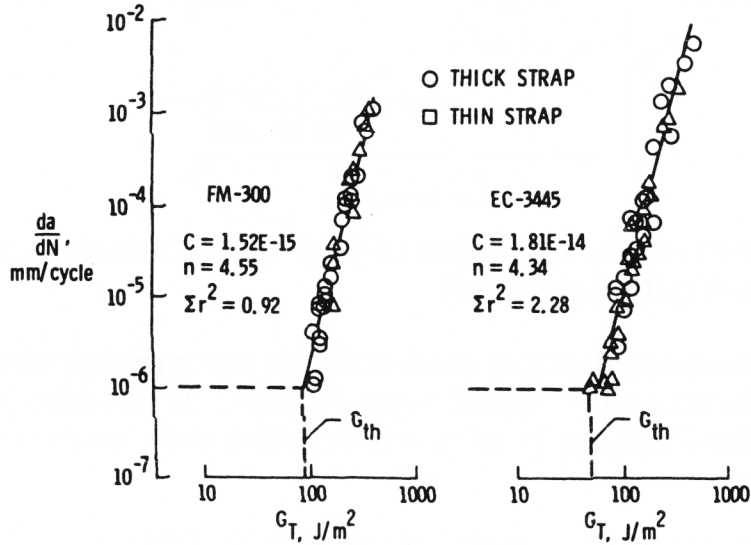 10^-2
10^-3
10^-4
10^-5
10^-6
10^-7
da
dN,
mm/cycle
THICK STRAP
THIN STRAP
FM-300
C = 1.52E-15
n = 4.55
Σr^2 = 0.92
G_th
10 100 1000
G_T, J/m^2
EC-3445
C = 1.81E-14
n = 4.34
Σr^2 = 2.28
G_th
10 100 1000
G_T, J/m^2